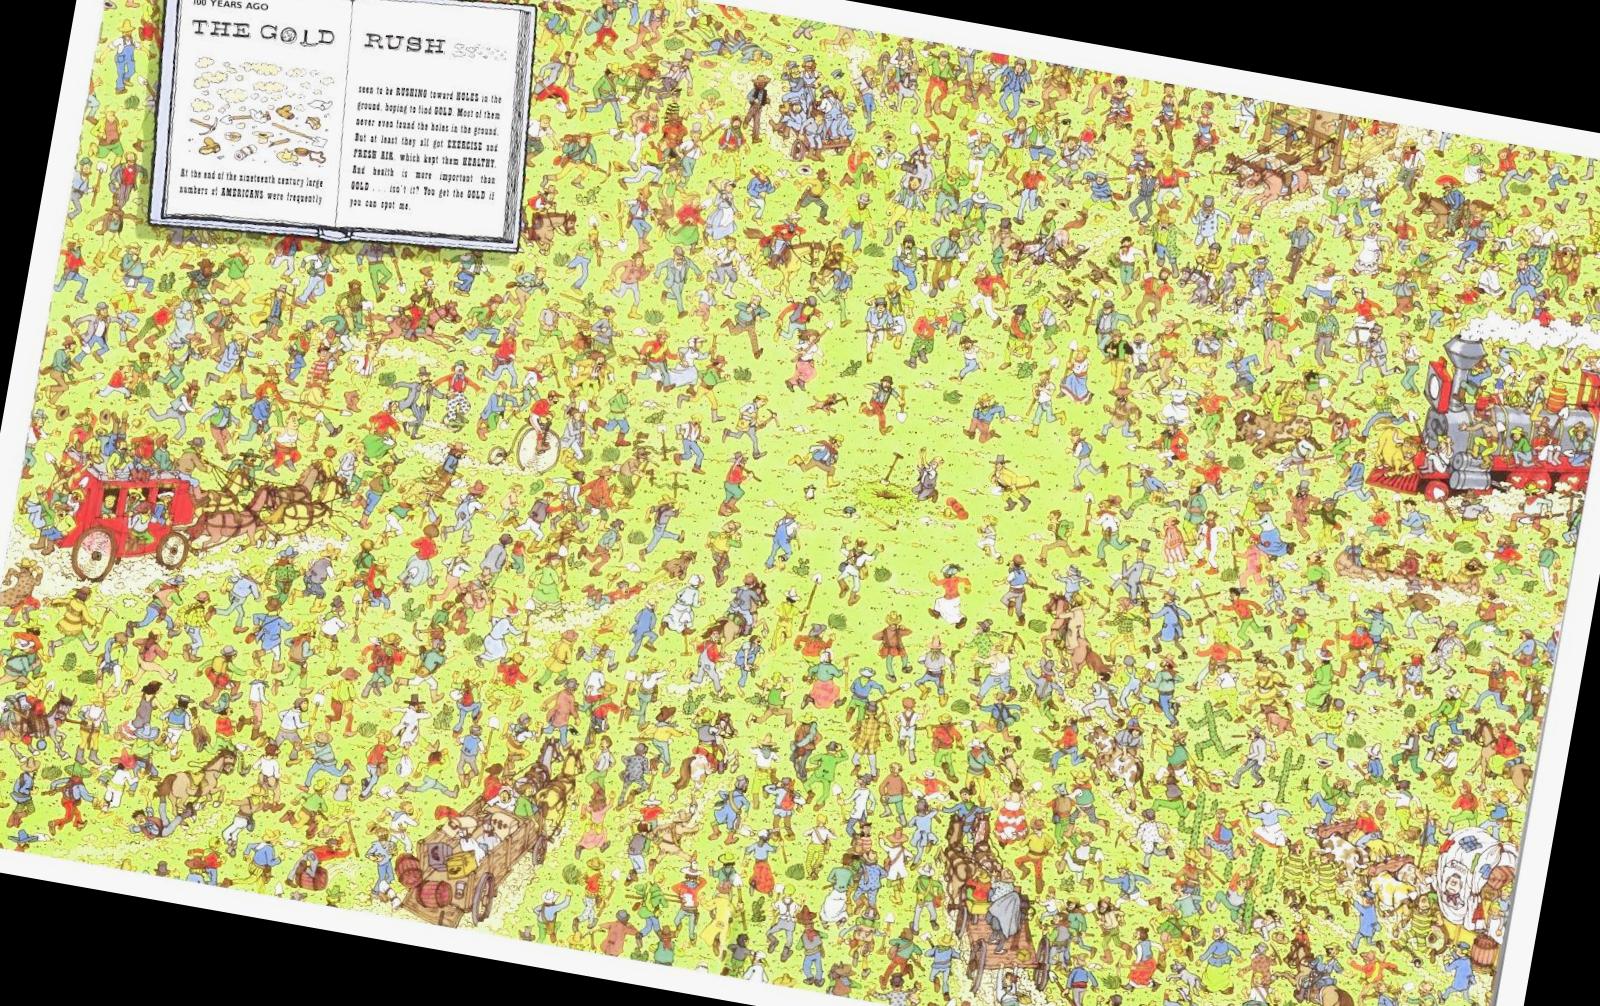 100 YEARS AGO
THE GOLD
RUSH
At the end of the nineteenth century large
numbers of AMERICANS were frequently
seen to be RUSHING toward HOLES in the
ground, hoping to find GOLD. Most of them
never even found the holes in the ground.
But at least they all got EXERCISE and
FRESH AIR, which kept them HEALTHY.
And health is more important than
GOLD . . . isn't it? You get the GOLD if
you can spot me.